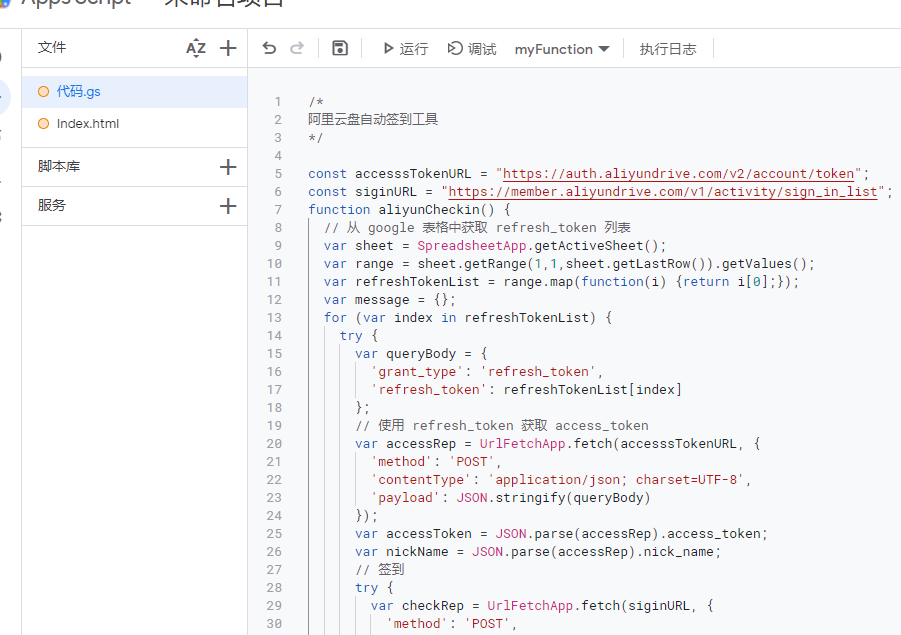 Apps Script 未命名项目
文件
AZ
运行
调试
myFunction
执行日志
代码.gs
Index.html
脚本库
服务
1 /*
2 阿里云盘自动签到工具
3 */
4
5 const accesssTokenURL = "https://auth.aliyundrive.com/v2/account/token";
6 const siginURL = "https://member.aliyundrive.com/v1/activity/sign_in_list";
7 function aliyunCheckin() {
8 // 从 google 表格中获取 refresh_token 列表
9 var sheet = SpreadsheetApp.getActiveSheet();
10 var range = sheet.getRange(1,1,sheet.getLastRow()).getValues();
11 var refreshTokenList = range.map(function(i) {return i[0];});
12 var message = {};
13 for (var index in refreshTokenList) {
14 try {
15 var queryBody = {
16 'grant_type': 'refresh_token',
17 'refresh_token': refreshTokenList[index]
18 };
19 // 使用 refresh_token 获取 access_token
20 var accessRep = UrlFetchApp.fetch(accesssTokenURL, {
21 'method': 'POST',
22 'contentType': 'application/json; charset=UTF-8',
23 'payload': JSON.stringify(queryBody)
24 });
25 var accessToken = JSON.parse(accessRep).access_token;
26 var nickName = JSON.parse(accessRep).nick_name;
27 // 签到
28 try {
29 var checkRep = UrlFetchApp.fetch(siginURL, {
30 'method': 'POST',